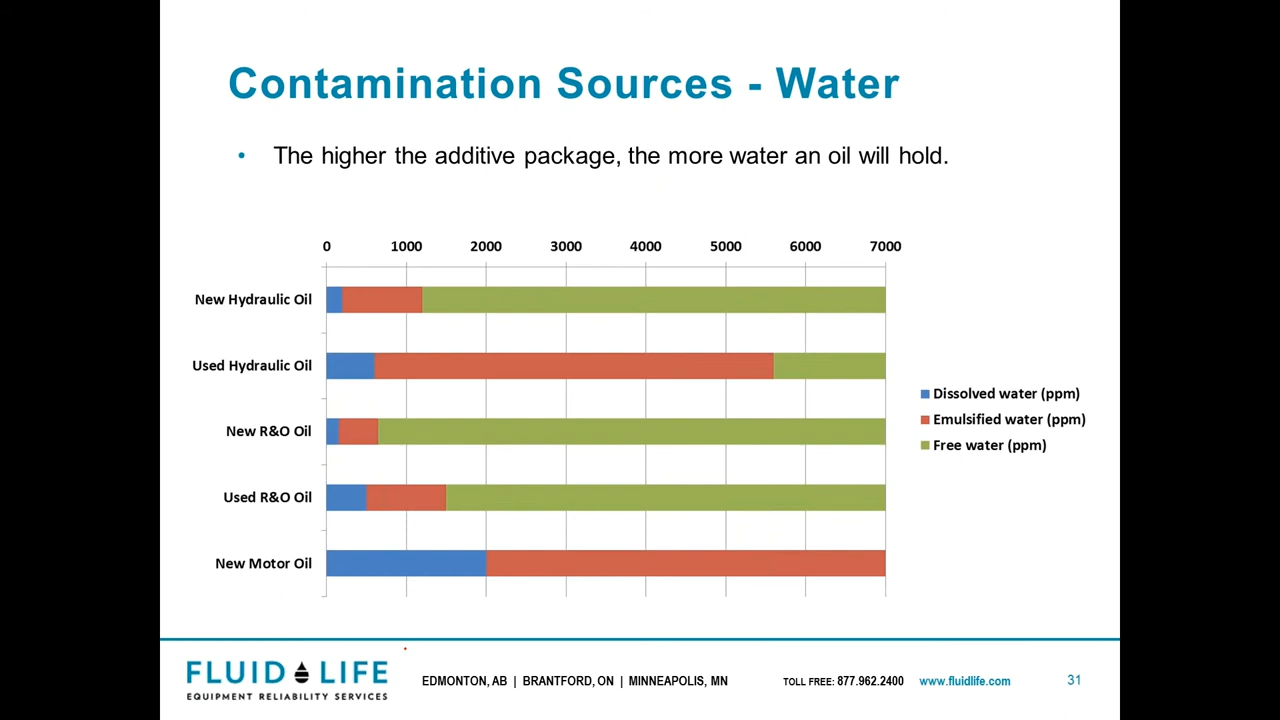 Contamination Sources - Water
• The higher the additive package, the more water an oil will hold.
0 1000 2000 3000 4000 5000 6000 7000
New Hydraulic Oil
Used Hydraulic Oil
New R&O Oil
Used R&O Oil
New Motor Oil
Dissolved water (ppm)
Emulsified water (ppm)
Free water (ppm)
FLUID LIFE
EQUIPMENT RELIABILITY SERVICES
EDMONTON, AB | BRANTFORD, ON | MINNEAPOLIS, MN
TOLL FREE: 877.962.2400 www.fluidlife.com
31